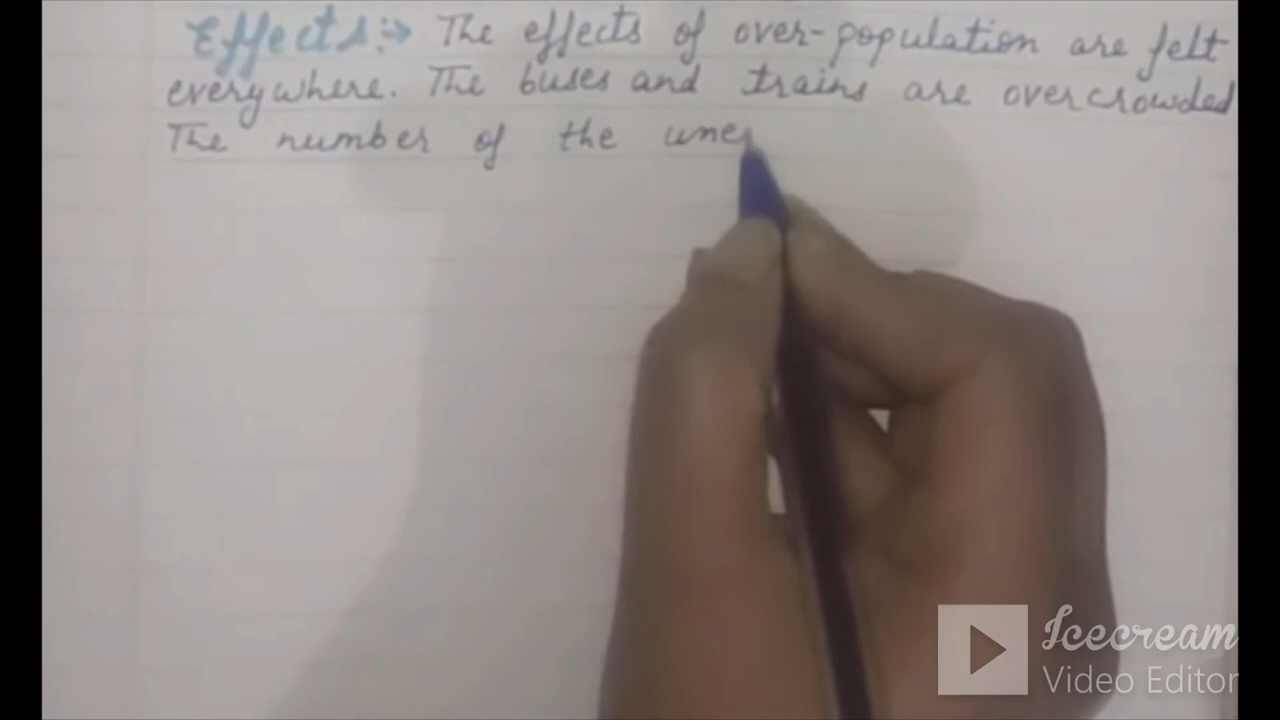 Effects:→ The effects of over-population are felt
everywhere. The buses and trains are overcrowded
The number of the une
Icecream
Video Editor